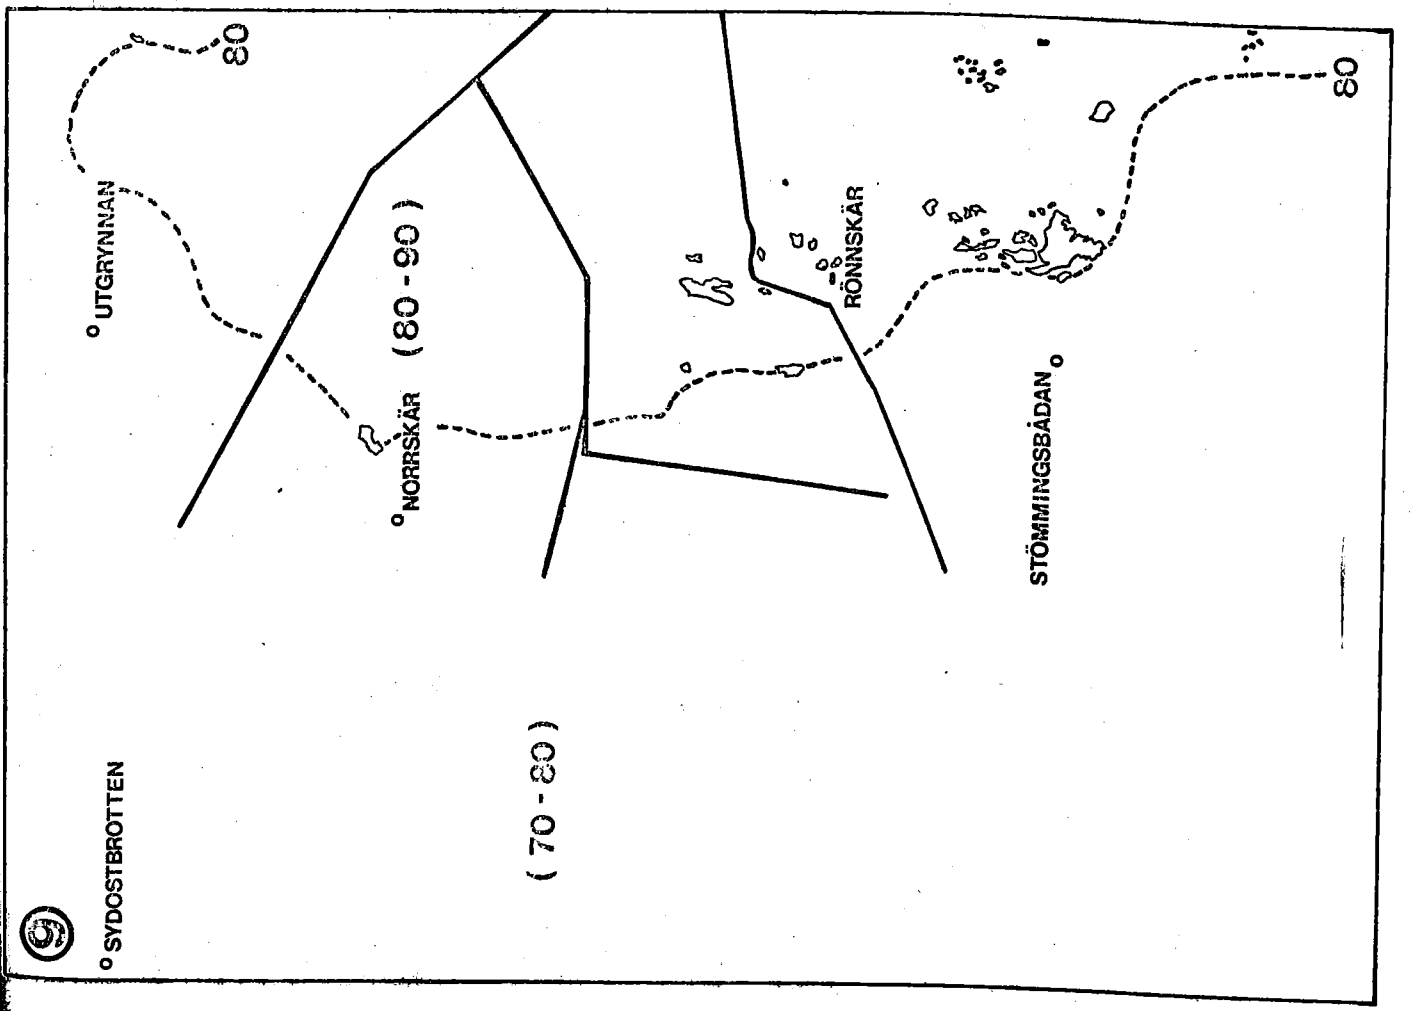 9
SYDOSTBROTTEN
UTGRYNNAN
80
NORRSKÄR
(80-90)
(70-80)
RÖNNSKÄR
STÖMMINGSBÅDAN
80